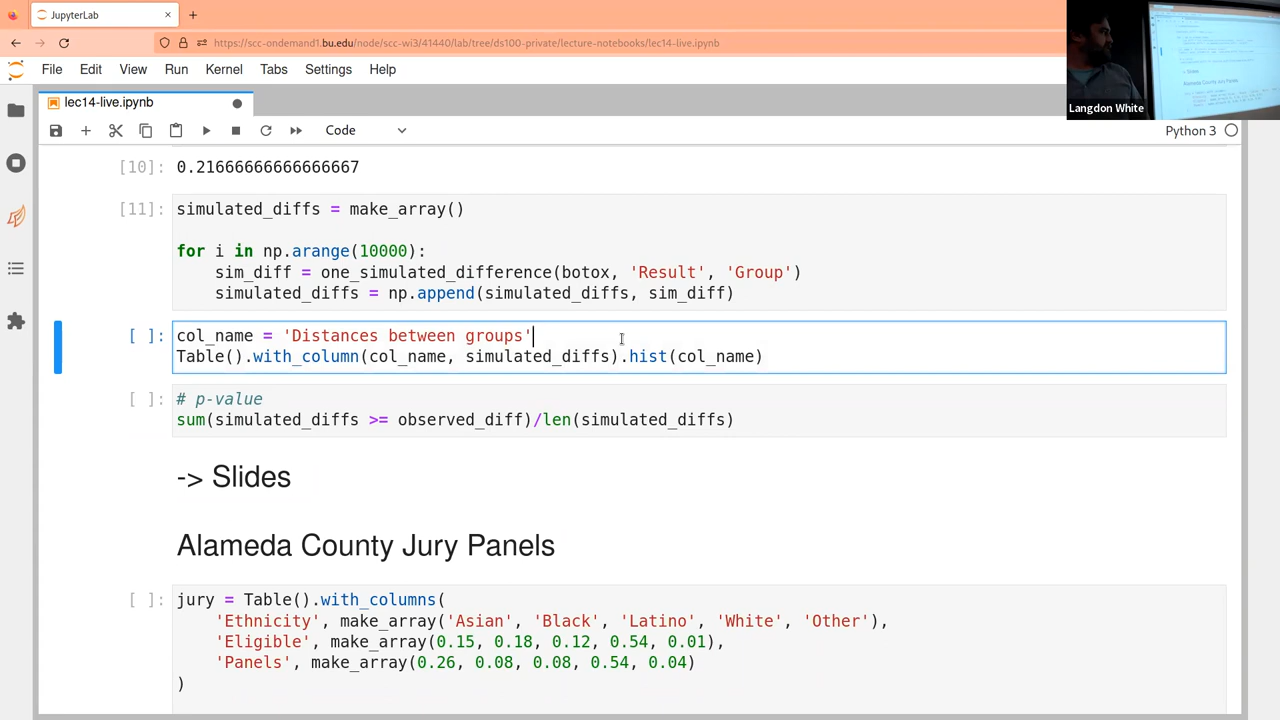 JupyterLab
https://scc-ondemand1.bu.edu/node/scc-wi3/41440/lab/tree/ds100-private/lecture-notebooks/lec14-live.ipynb
File Edit View Run Kernel Tabs Settings Help
Langdon White
lec14-live.ipynb
Code
Python 3
[10]: 0.21666666666666667
[11]: simulated_diffs = make_array()
for i in np.arange(10000):
    sim_diff = one_simulated_difference(botox, 'Result', 'Group')
    simulated_diffs = np.append(simulated_diffs, sim_diff)
[ ]: col_name = 'Distances between groups'
Table().with_column(col_name, simulated_diffs).hist(col_name)
[ ]: # p-value
sum(simulated_diffs >= observed_diff)/len(simulated_diffs)
-> Slides
Alameda County Jury Panels
[ ]: jury = Table().with_columns(
    'Ethnicity', make_array('Asian', 'Black', 'Latino', 'White', 'Other'),
    'Eligible', make_array(0.15, 0.18, 0.12, 0.54, 0.01),
    'Panels', make_array(0.26, 0.08, 0.08, 0.54, 0.04)
)